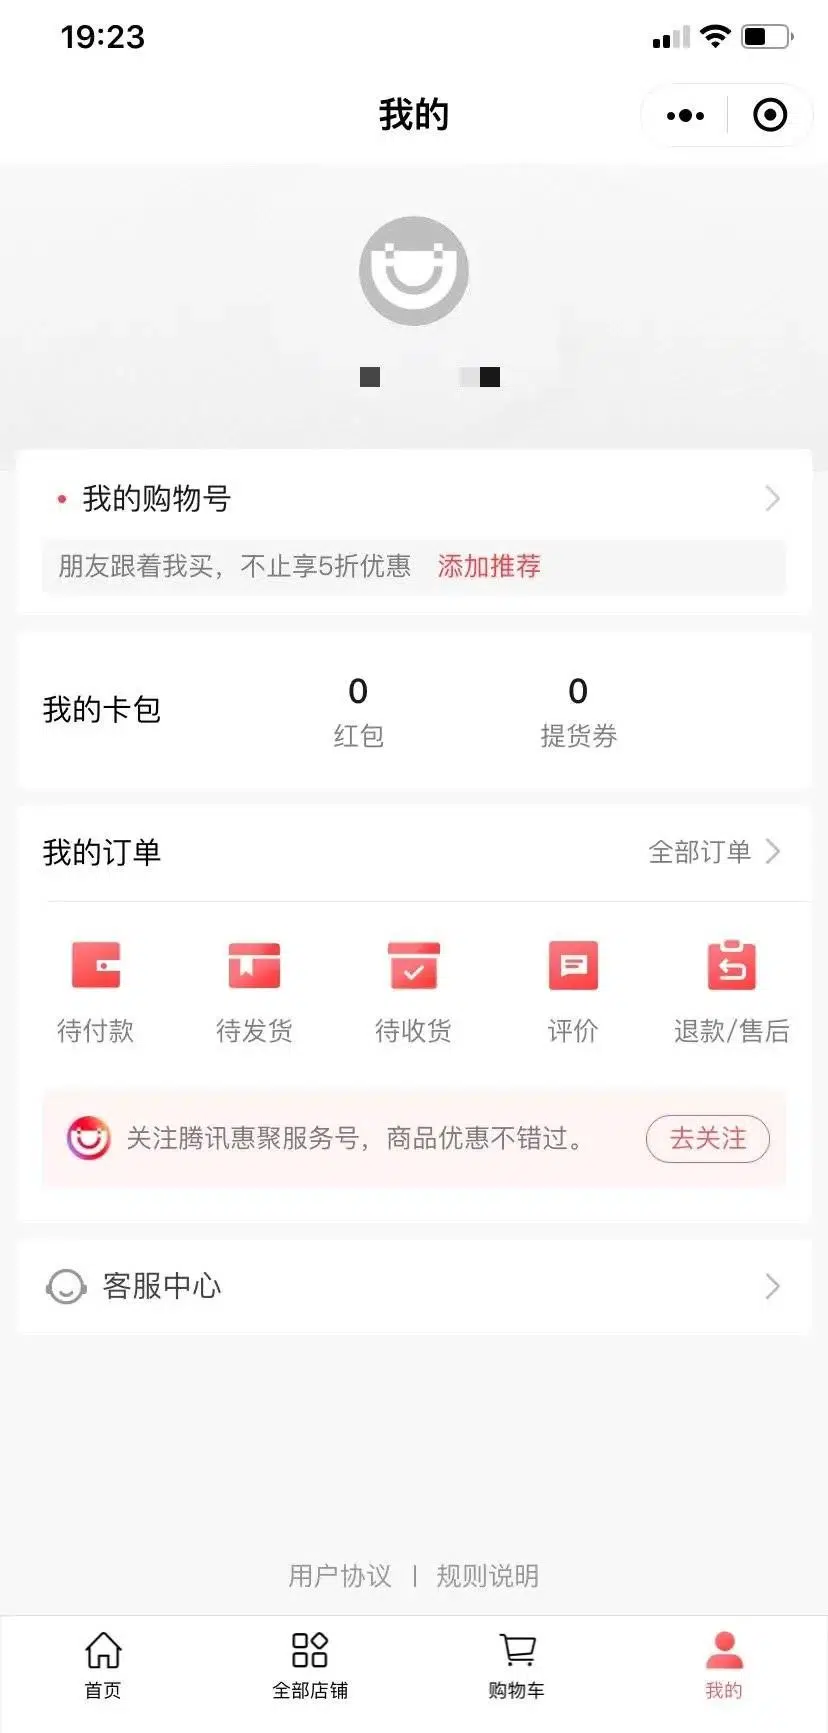 19:23
我的
我的购物号
朋友跟着我买，不止享5折优惠 添加推荐
0 0
我的卡包 红包 提货券
我的订单 全部订单
待付款 待发货 待收货 评价 退款/售后
关注腾讯惠聚服务号，商品优惠不错过。 去关注
客服中心
用户协议 | 规则说明
首页 全部店铺 购物车 我的